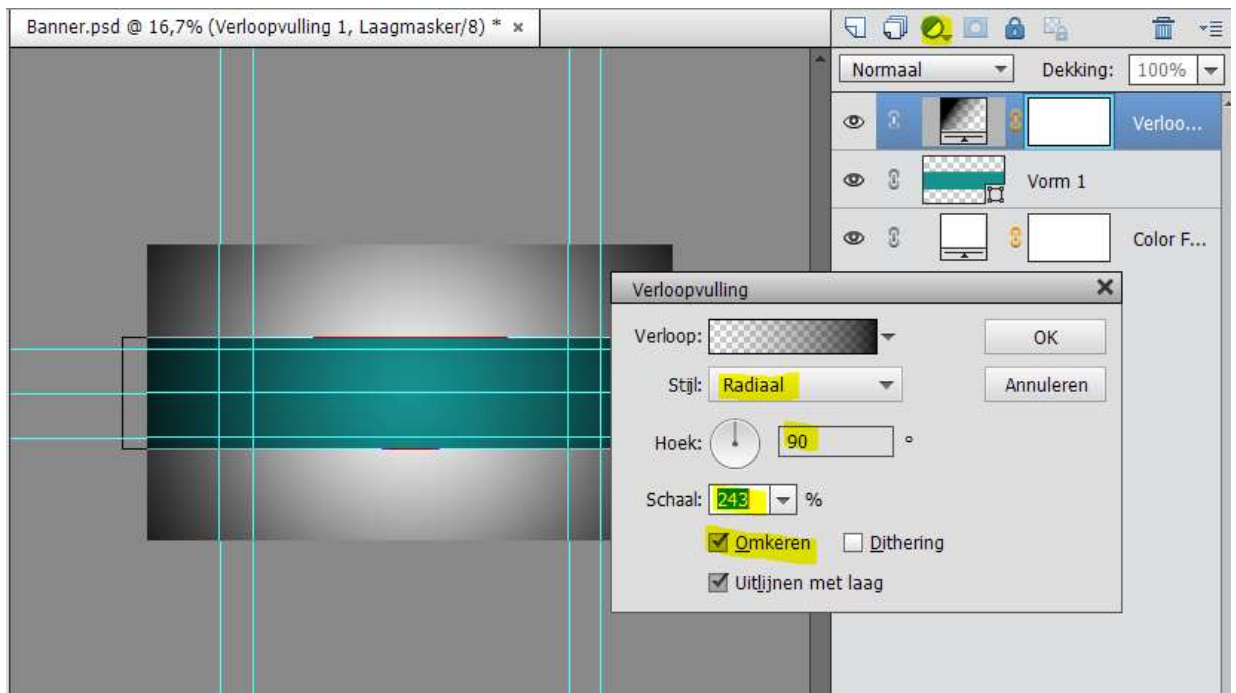 Banner.psd @ 16,7% (Verloopvulling 1, Laagmasker/8) * ×
Normaal Dekking: 100%
Verloo...
Vorm 1
Color F...
Verloopvulling
Verloop: OK
Stijl: Radiaal Annuleren
Hoek: 90 °
Schaal: 243 %
Omkeren Dithering
Uitlijnen met laag